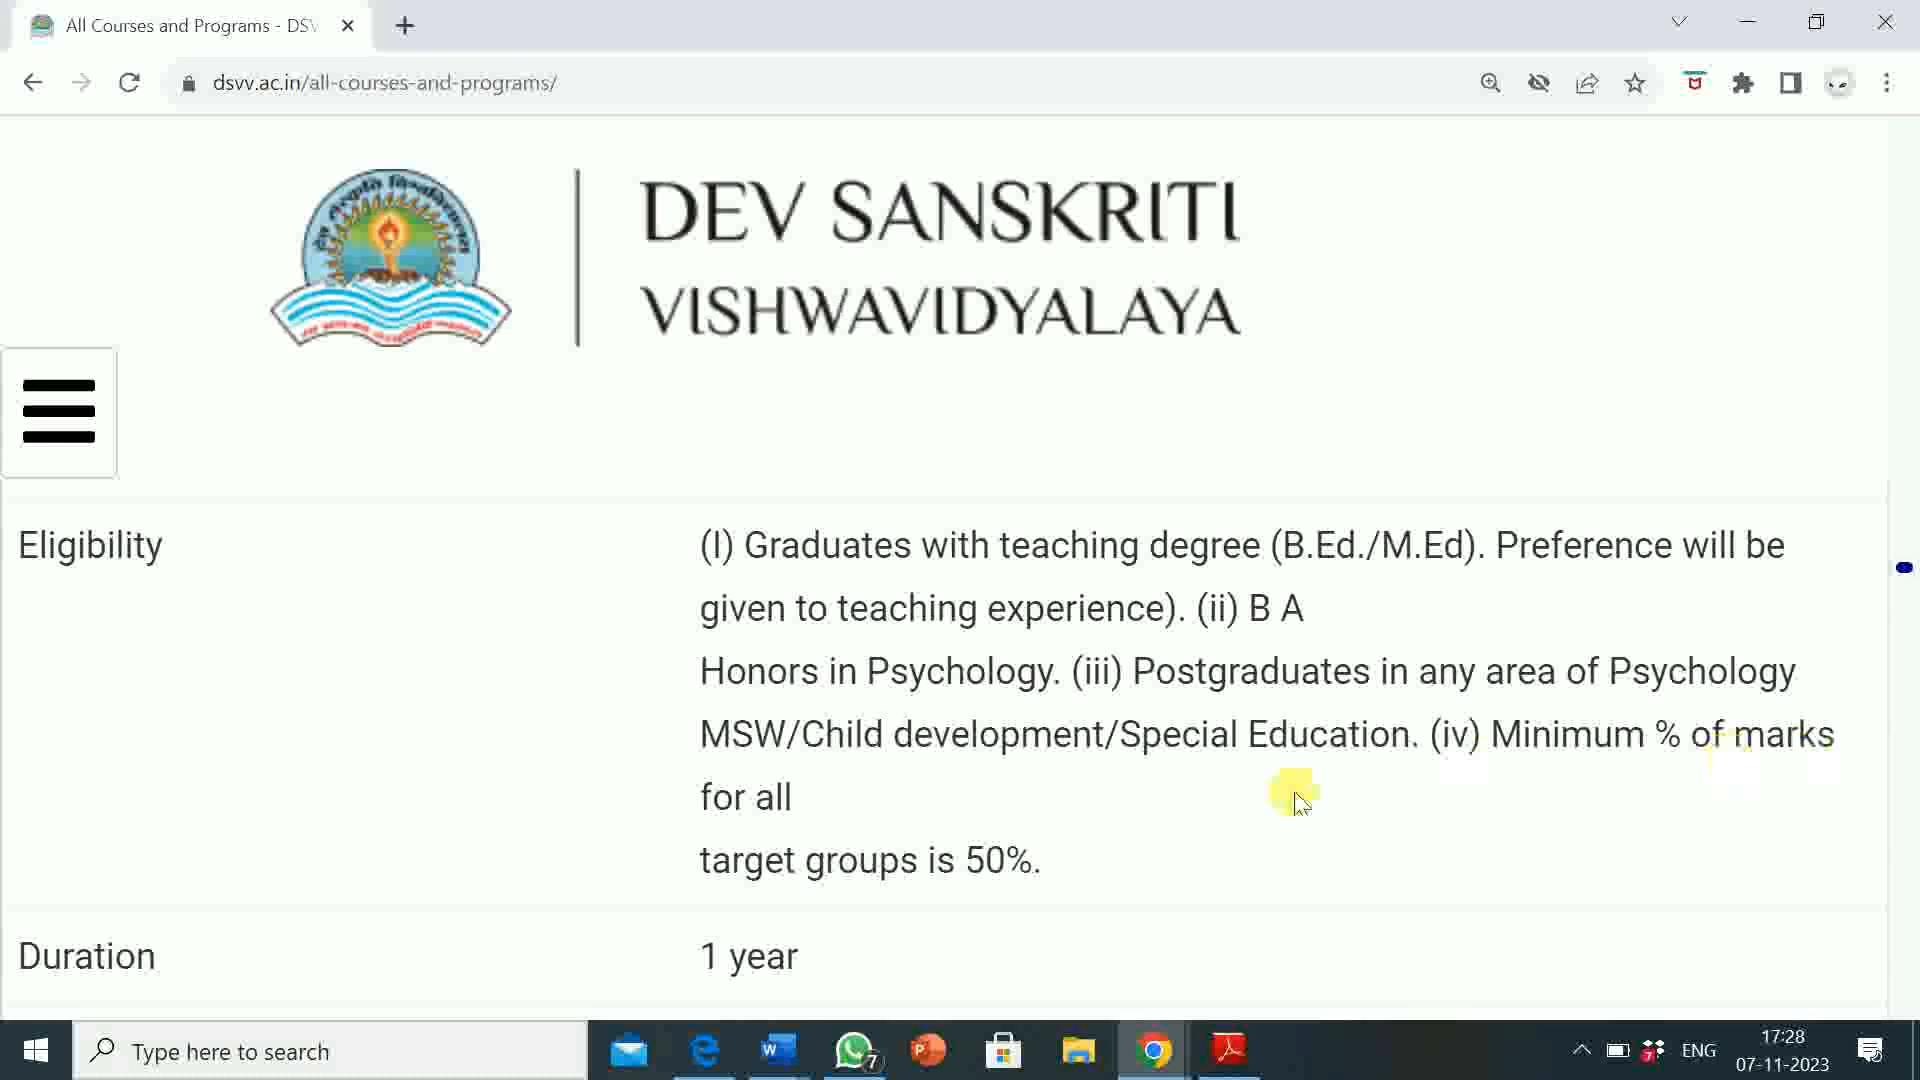 All Courses and Programs - DSV
dsvv.ac.in/all-courses-and-programs/
DEV SANSKRITI
VISHWAVIDYALAYA
Eligibility
(I) Graduates with teaching degree (B.Ed./M.Ed). Preference will be
given to teaching experience). (ii) B A
Honors in Psychology. (iii) Postgraduates in any area of Psychology
MSW/Child development/Special Education. (iv) Minimum % of marks
for all
target groups is 50%.
Duration
1 year
Type here to search
7
7
ENG
17:28
07-11-2023